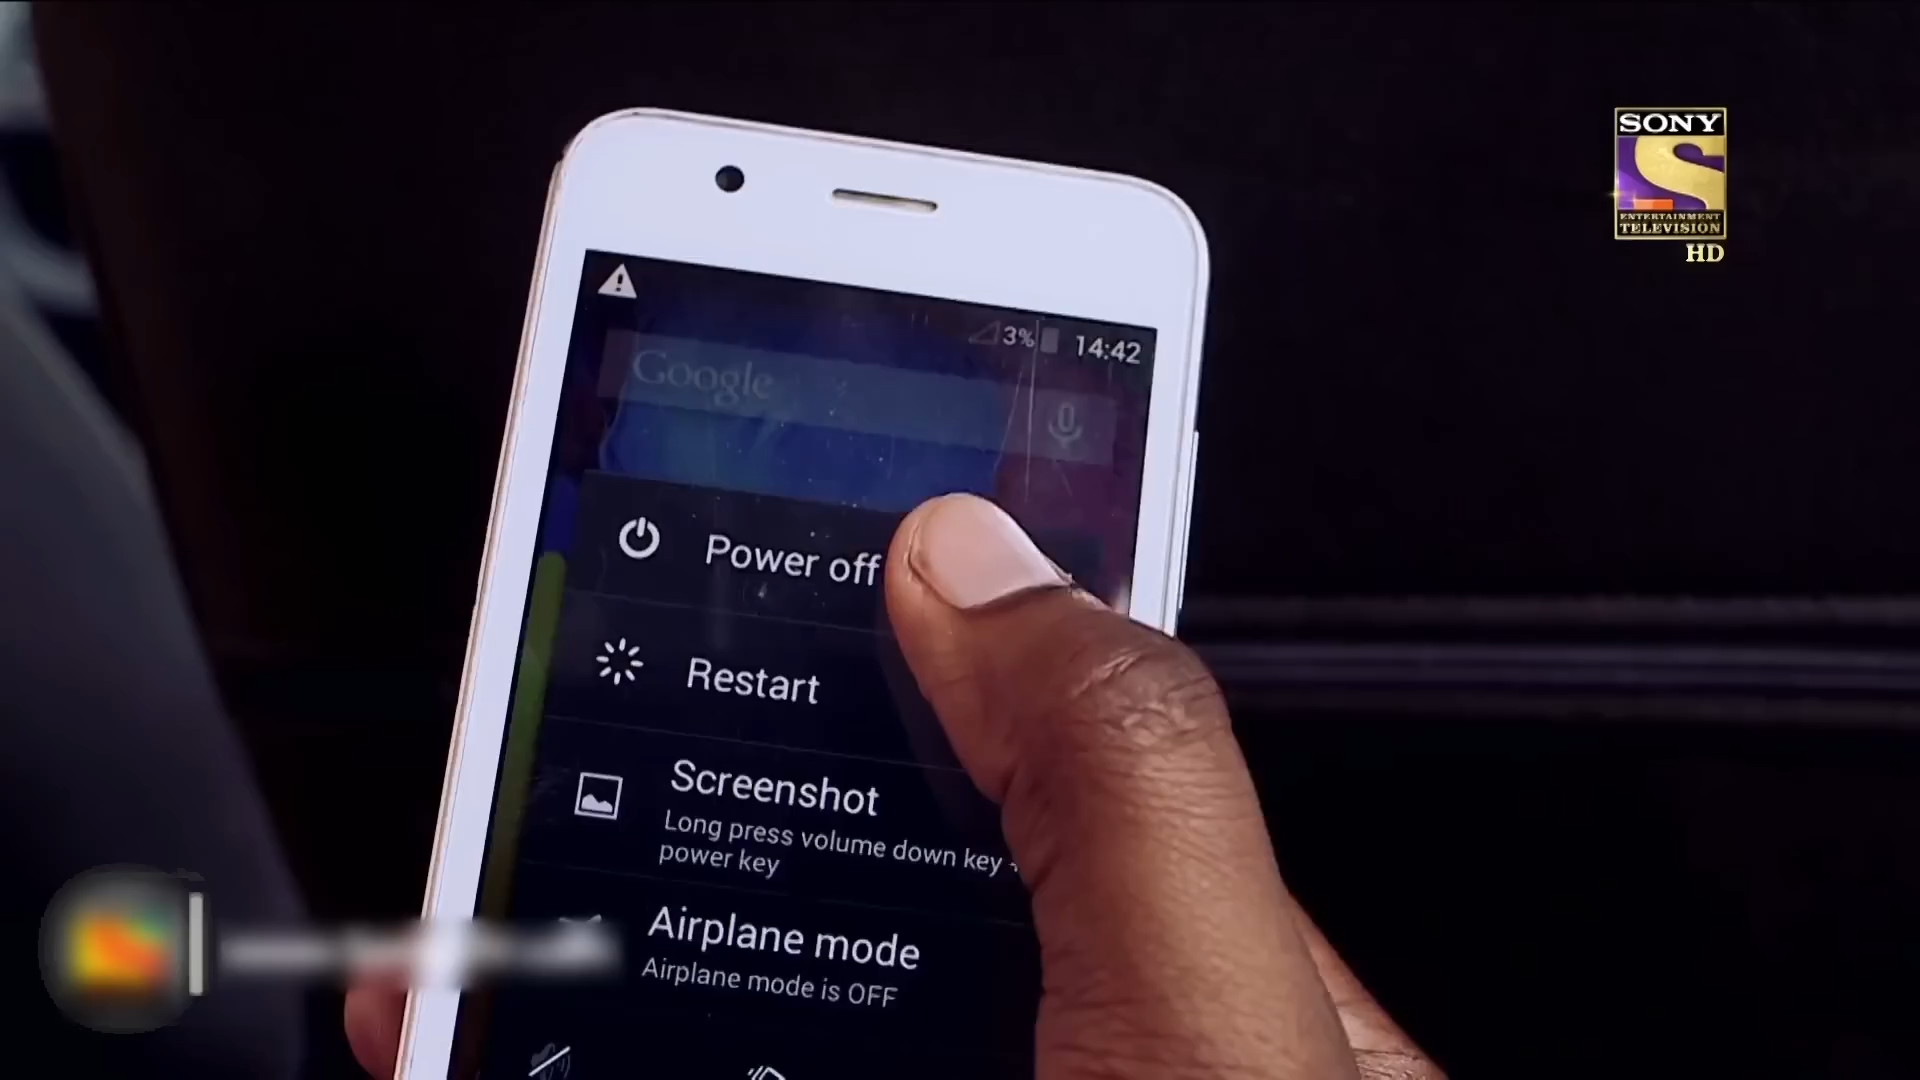 SONY
ENTERTAINMENT
TELEVISION
HD
3% 14:42
Google
Power off
Restart
Screenshot
Long press volume down key +
power key
Airplane mode
Airplane mode is OFF